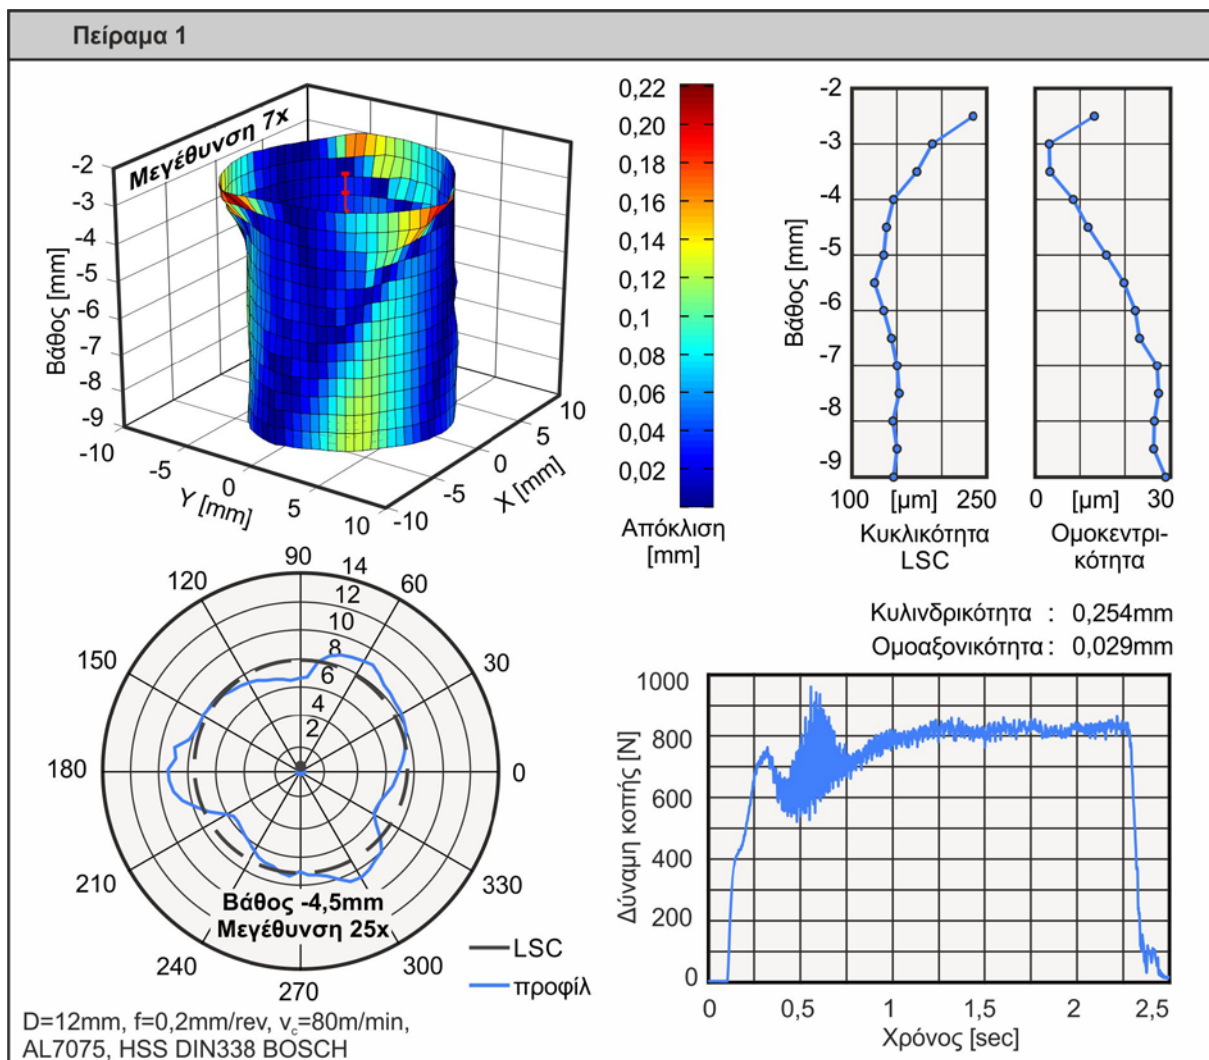 Πείραμα 1
Μεγέθυνση 7x
-2
-3
-4
-5
-6
-7
-8
-9
Βάθος [mm]
-10
-5
0
5
10
Y [mm]
-10
-5
0
5
10
X [mm]
0,22
0,20
0,18
0,16
0,14
0,12
0,1
0,08
0,06
0,04
0,02
Απόκλιση
[mm]
-2
-3
-4
-5
-6
-7
-8
-9
Βάθος [mm]
100 [μm] 250
Κυκλικότητα
LSC
0 [μm] 30
Ομοκεντρι-
κότητα
Κυλινδρικότητα : 0,254mm
Ομοαξονικότητα : 0,029mm
90
120
60
150
30
180
0
210
330
240
300
270
14
12
10
8
6
4
2
Βάθος -4,5mm
Μεγέθυνση 25x
LSC
προφίλ
1000
800
600
400
200
0
Δύναμη κοπής [N]
0 0,5 1 1,5 2 2,5
Χρόνος [sec]
D=12mm, f=0,2mm/rev, vc=80m/min,
AL7075, HSS DIN338 BOSCH